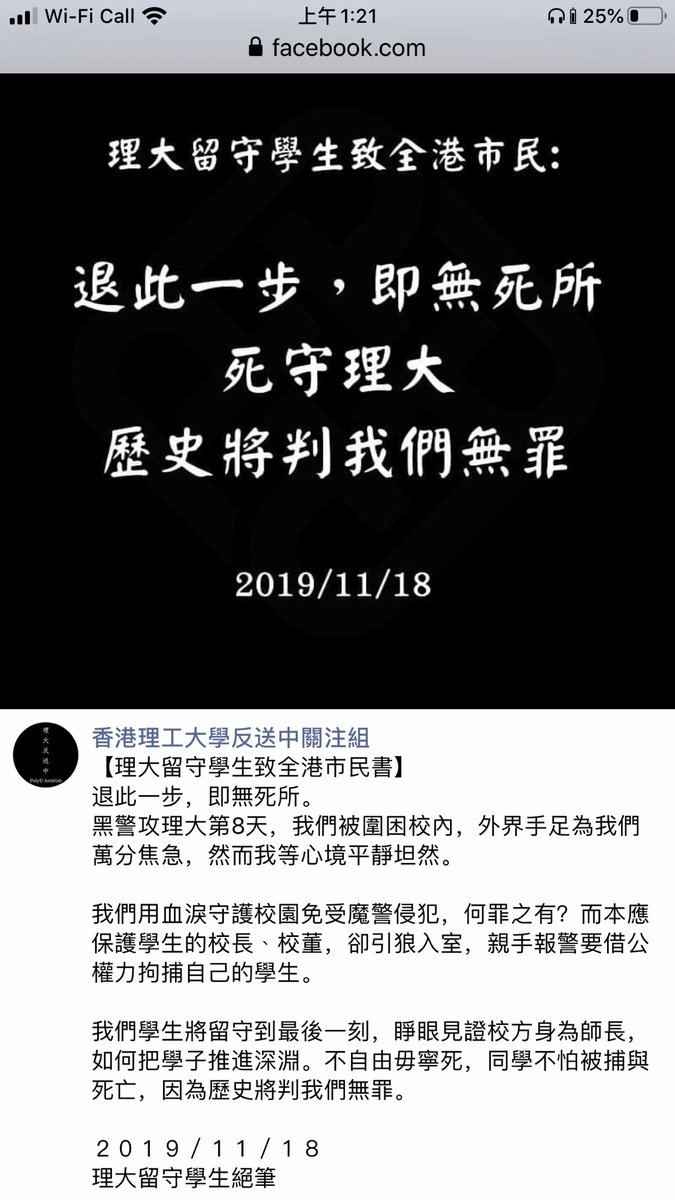 Wi-Fi Call 上午1:21 25%
facebook.com
理大留守學生致全港市民:
退此一步，即無死所
死守理大
歷史將判我們無罪
2019/11/18
理大反送中
PolyU Antielab
香港理工大學反送中關注組
【理大留守學生致全港市民書】
退此一步，即無死所。
黑警攻理大第8天，我們被圍困校內，外界手足為我們
萬分焦急，然而我等心境平靜坦然。
我們用血淚守護校園免受魔警侵犯，何罪之有？而本應
保護學生的校長、校董，卻引狼入室，親手報警要借公
權力拘捕自己的學生。
我們學生將留守到最後一刻，睜眼見證校方身為師長，
如何把學子推進深淵。不自由毋寧死，同學不怕被捕與
死亡，因為歷史將判我們無罪。
２０１９／１１／１８
理大留守學生絕筆